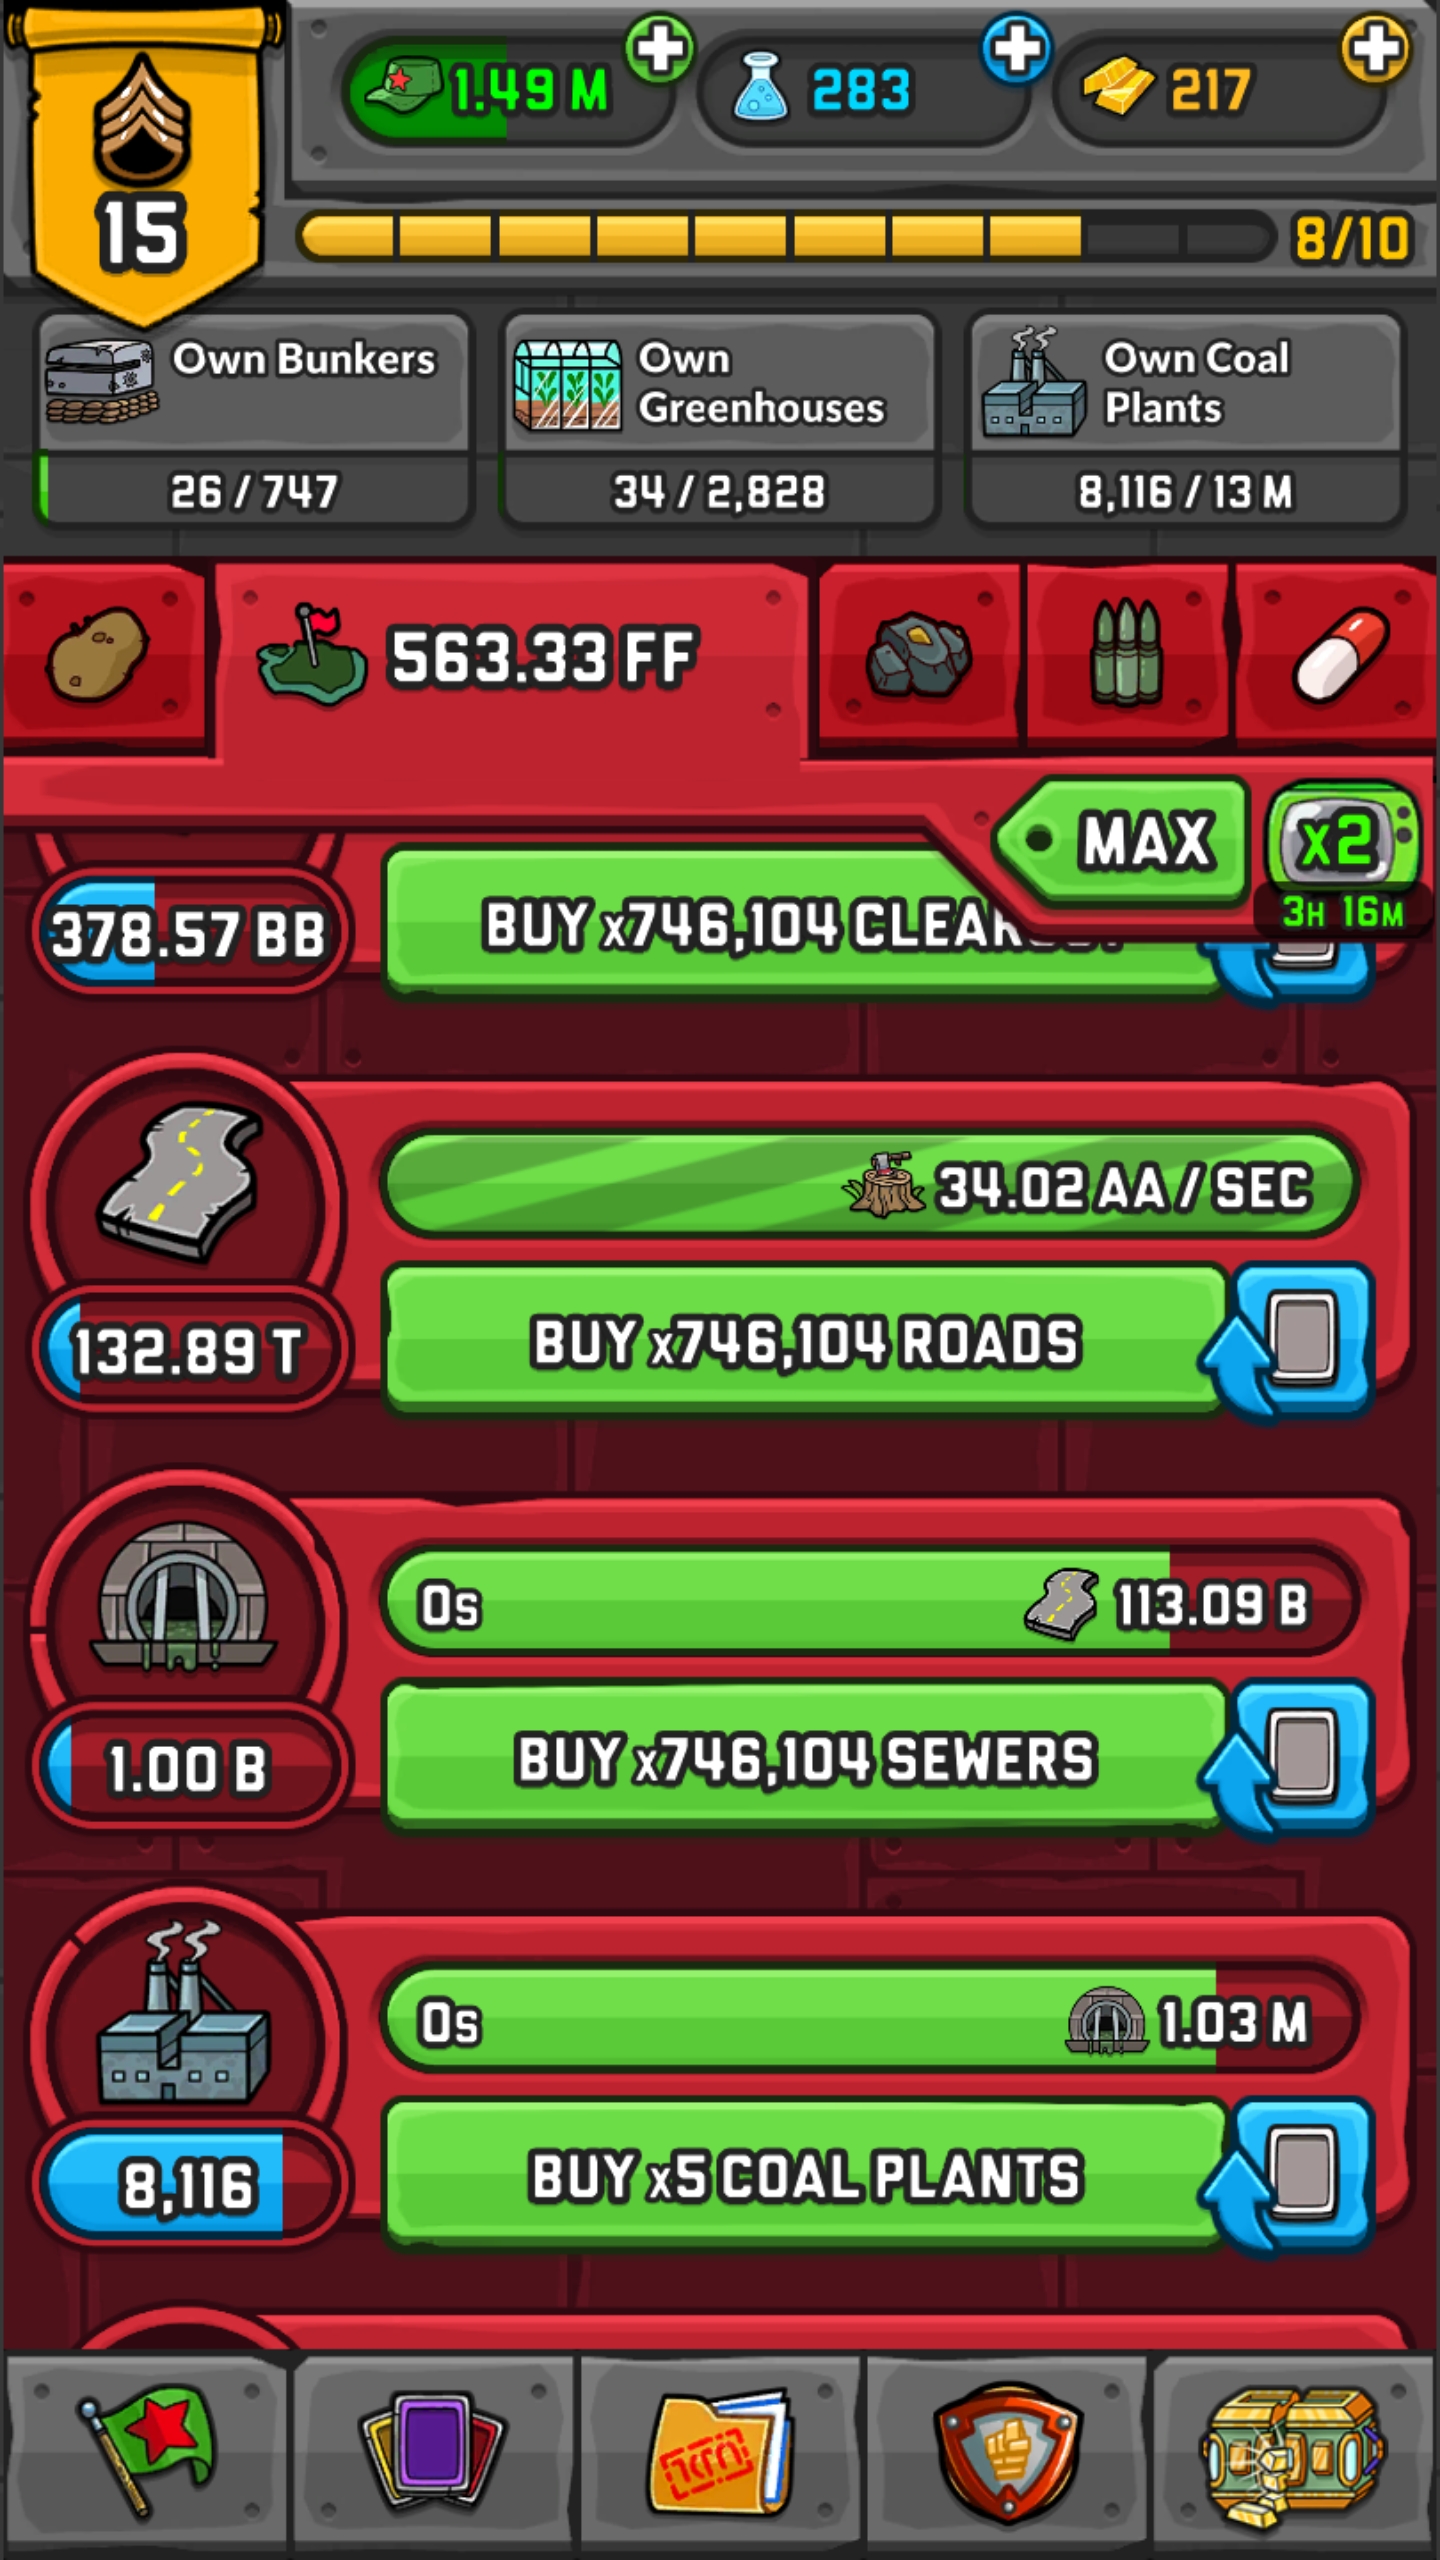 1.49 M
283
217
15
8/10
Own Bunkers
26 / 747
Own
Greenhouses
34 / 2,828
Own Coal
Plants
8,116 / 13 M
563.33 FF
MAX
x2
3H 16M
378.57 BB
BUY x746,104
34.02 AA / SEC
132.89 T
BUY x746,104 ROADS
0s
113.09 B
1.00 B
BUY x746,104 SEWERS
0s
1.03 M
8,116
BUY x5 COAL PLANTS